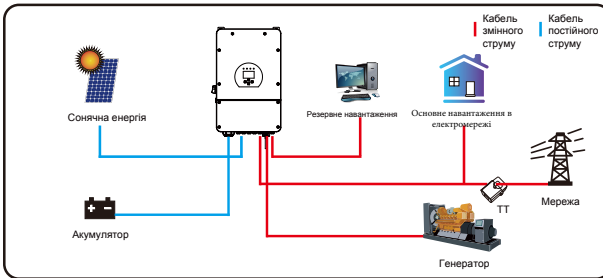 Кабель
змінного
струму
Кабель
постійного
струму
Сонячна енергія
Резервне навантаження
Основне навантаження в
електромережі
Акумулятор
ТТ
Мережа
Генератор